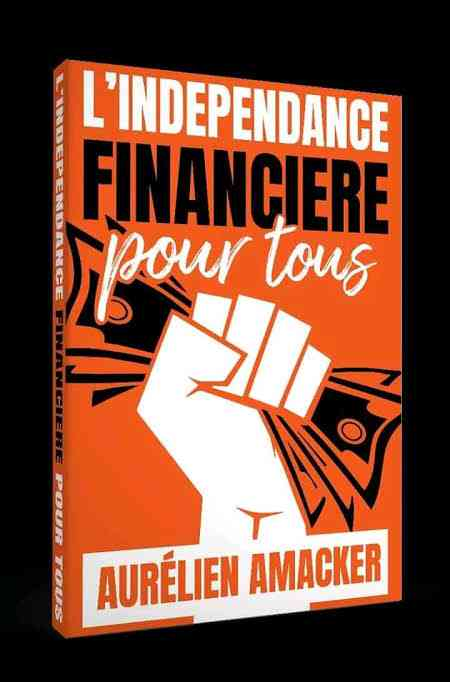 L'INDEPENDANCE
FINANCIERE
pour tous
AURÉLIEN AMACKER
L'INDEPENDANCE FINANCIERE POUR TOUS